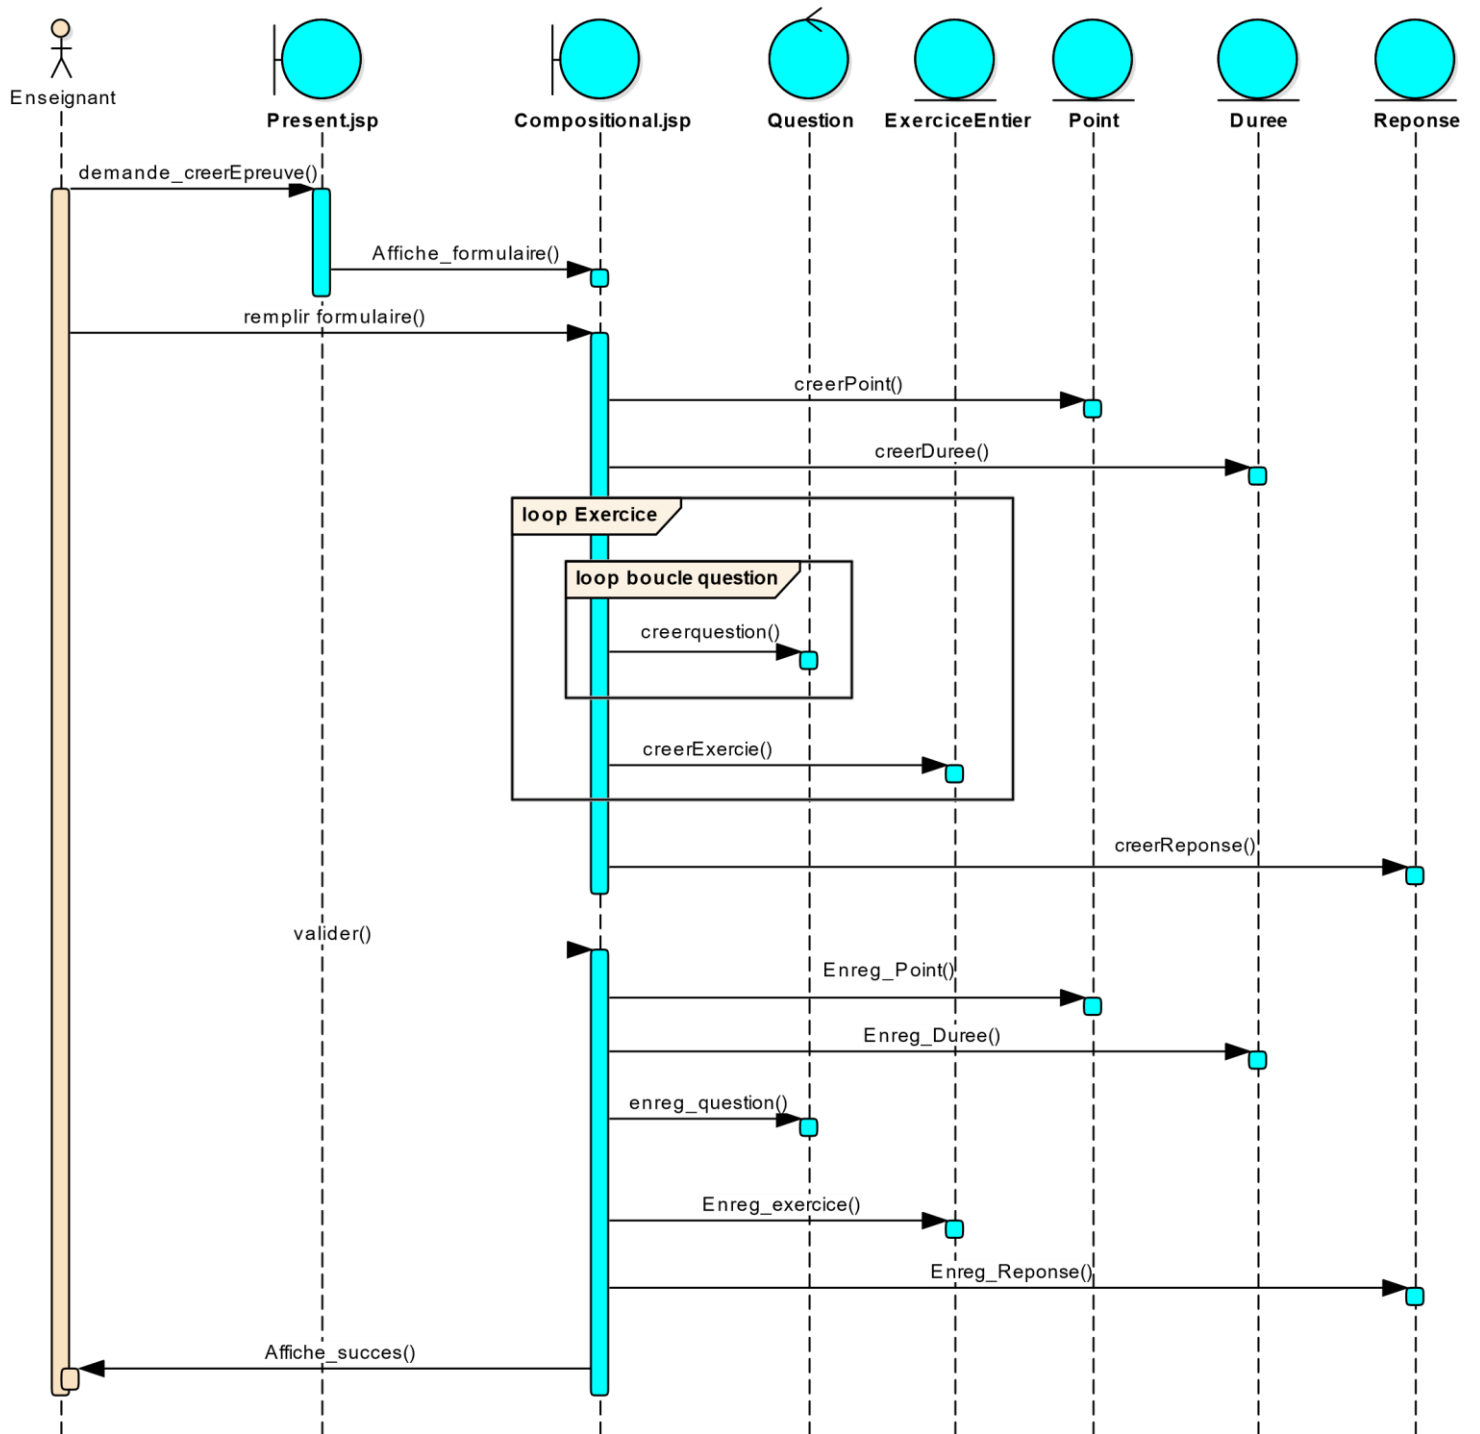 Enseignant
Present.jsp
Compositional.jsp
Question
ExerciceEntier
Point
Duree
Reponse
demande_creerEpreuve()
Affiche_formulaire()
remplir formulaire()
creerPoint()
creerDuree()
loop Exercice
loop boucle question
creerquestion()
creerExercie()
creerReponse()
valider()
Enreg_Point()
Enreg_Duree()
enreg_question()
Enreg_exercice()
Enreg_Reponse()
Affiche_succes()